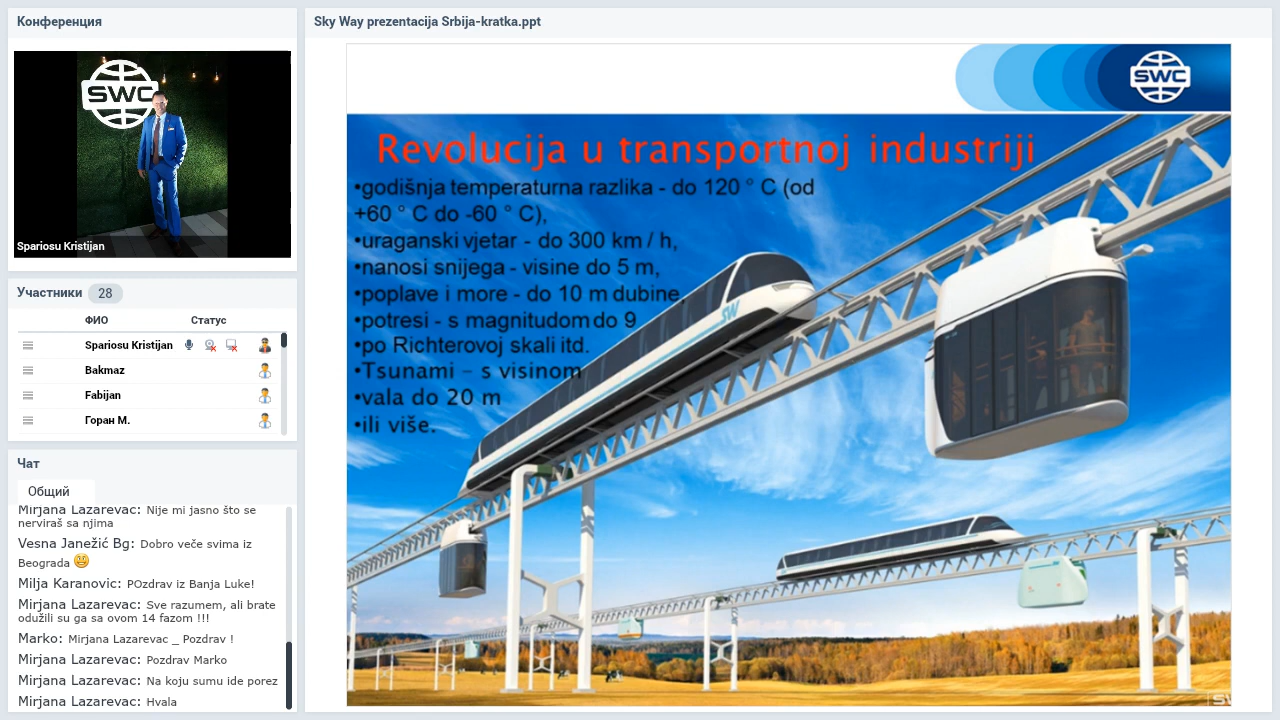 Конференция
SWC
Spariosu Kristijan
Участники 28
ФИО Статус
Spariosu Kristijan
Bakmaz
Fabijan
Горан М.
Чат
Общий
Mirjana Lazarevac: Nije mi jasno što se
nerviraš sa njima
Vesna Janežić Bg: Dobro veče svima iz
Beograda
Milja Karanovic: POzdrav iz Banja Luke!
Mirjana Lazarevac: Sve razumem, ali brate
odužili su ga sa ovom 14 fazom !!!
Marko: Mirjana Lazarevac _ Pozdrav !
Mirjana Lazarevac: Pozdrav Marko
Mirjana Lazarevac: Na koju sumu ide porez
Mirjana Lazarevac: Hvala
Sky Way prezentacija Srbija-kratka.ppt
SWC
Revolucija u transportnoj industriji
•godišnja temperaturna razlika - do 120 ° C (od
+60 ° C do -60 ° C),
•uraganski vjetar - do 300 km / h,
•nanosi snijega - visine do 5 m,
•poplave i more - do 10 m dubine,
•potresi - s magnitudom do 9
•po Richterovoj skali itd.
•Tsunami – s visinom
•vala do 20 m
•ili više.
SW